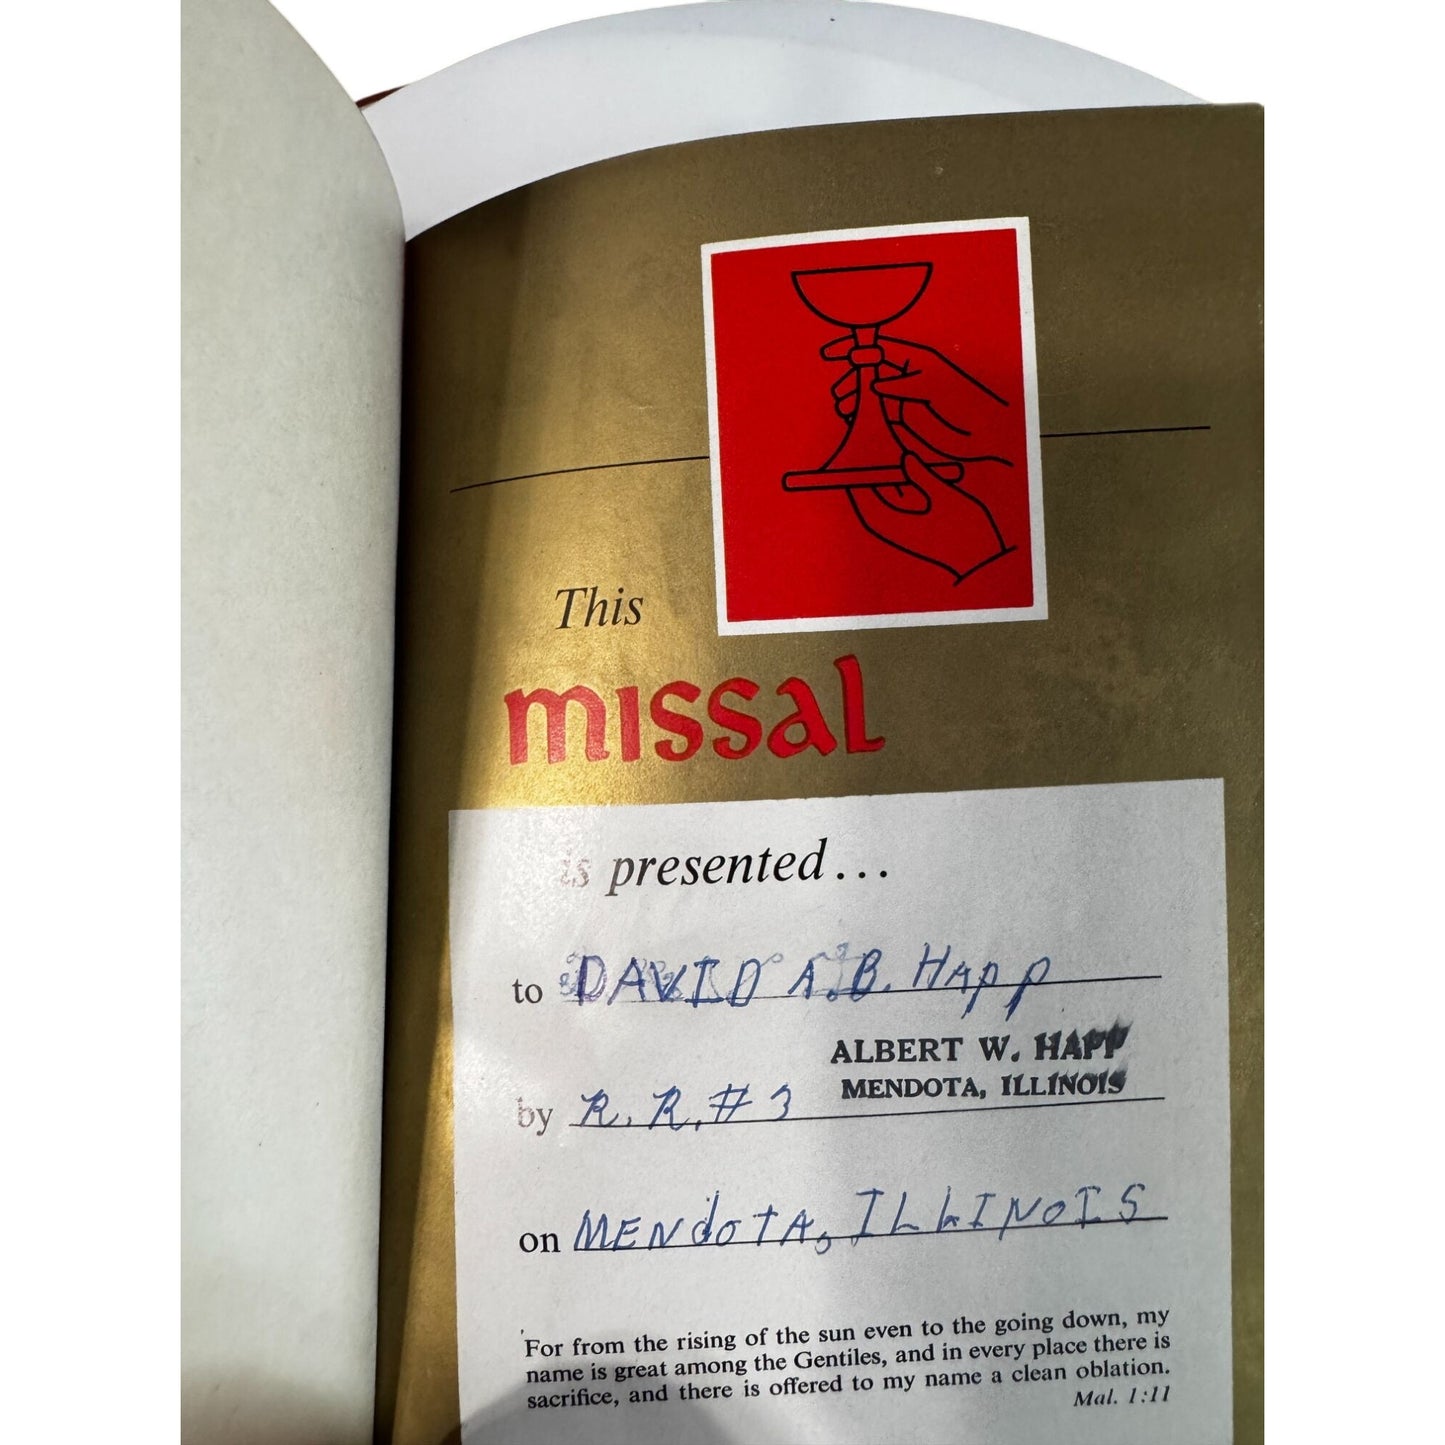 This
missal
is presented...
to DAVID A.B. HApp
ALBERT W. HAPP
MENDOTA, ILLINOIS
by R.R.#3
on MENdOTA, ILLINOIS
For from the rising of the sun even to the going down, my
name is great among the Gentiles, and in every place there is
sacrifice, and there is offered to my name a clean oblation.
Mal. 1:11